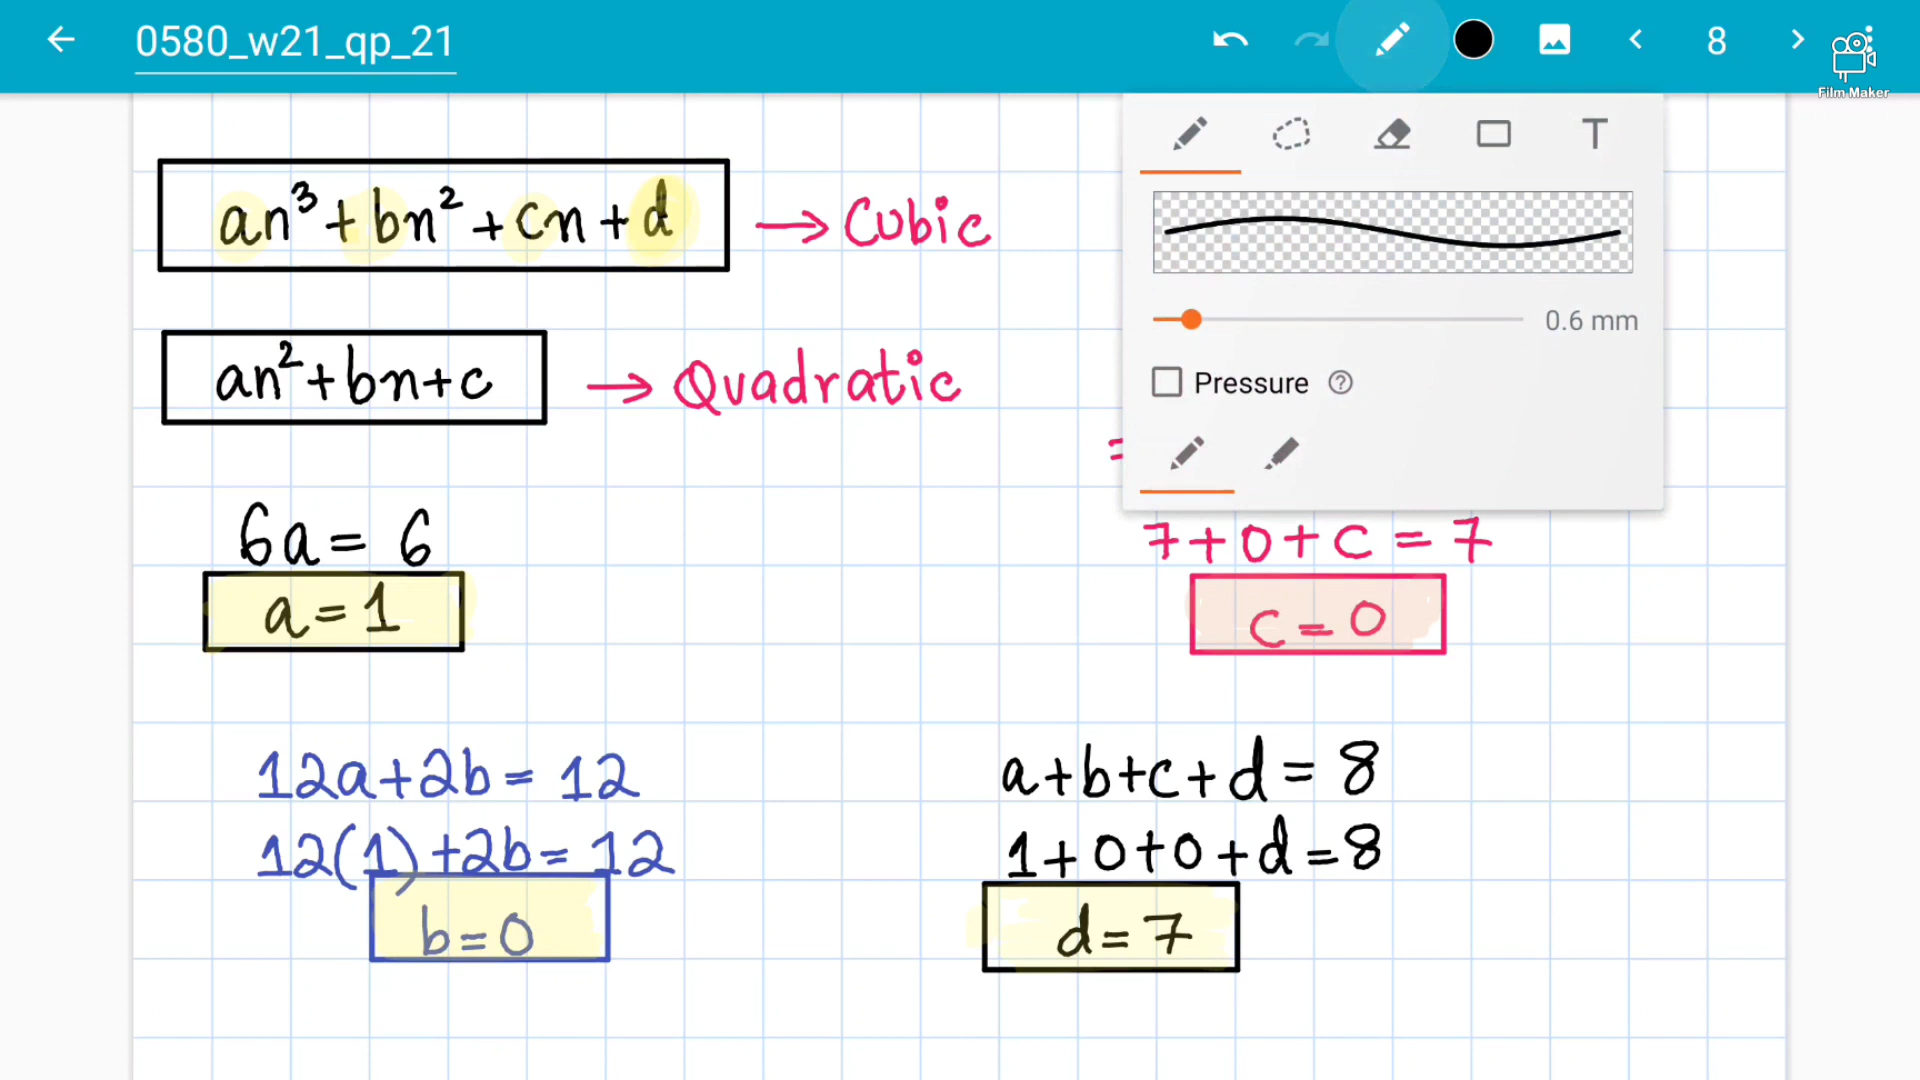 0580_w21_qp_21
8
Film Maker
an³ + bn² + cn + d → Cubic
0.6 mm
an² + bn + c → Quadratic
Pressure
=
6a = 6
a = 1
7 + 0 + c = 7
c = 0
12a + 2b = 12
12(1) + 2b = 12
b = 0
a + b + c + d = 8
1 + 0 + 0 + d = 8
d = 7
T